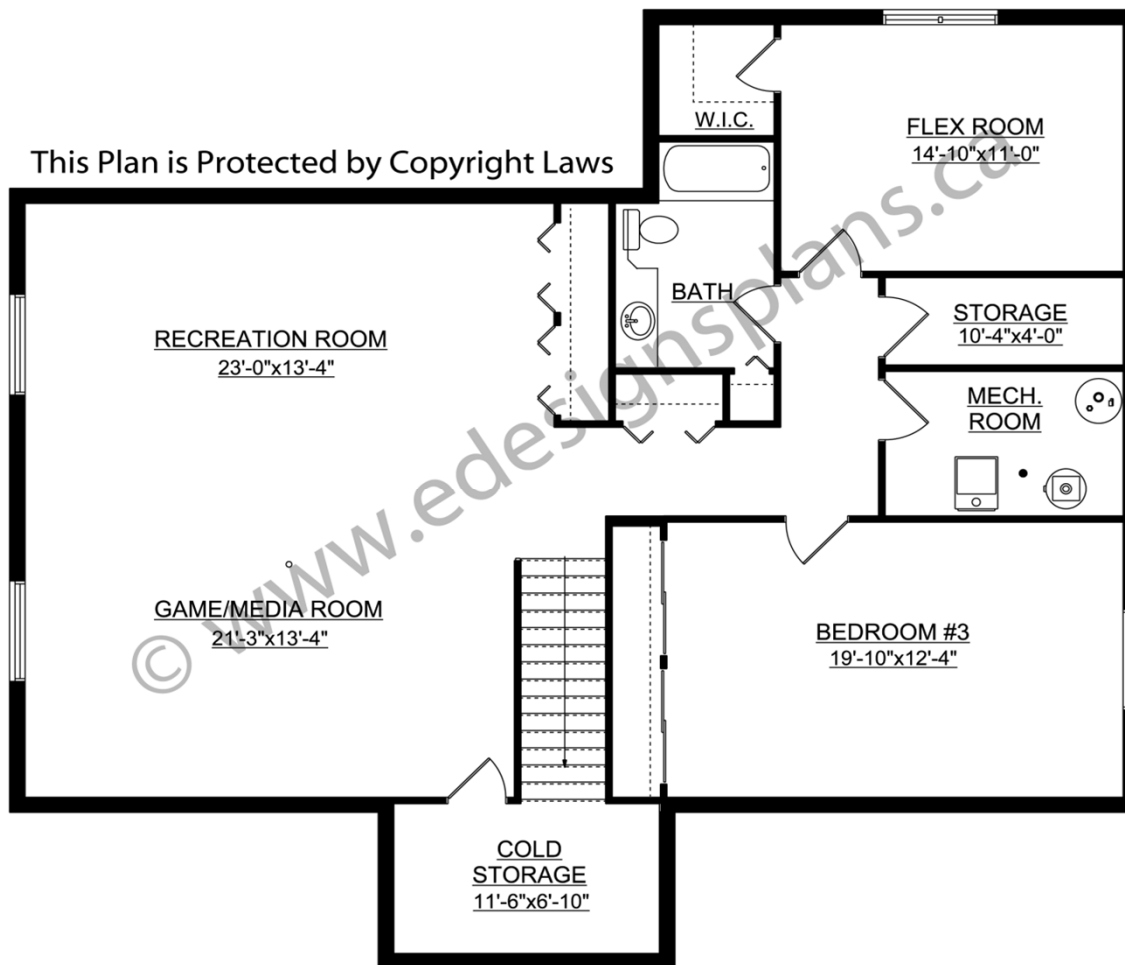 This Plan is Protected by Copyright Laws
W.I.C.
FLEX ROOM
14'-10"x11'-0"
BATH
STORAGE
10'-4"x4'-0"
RECREATION ROOM
23'-0"x13'-4"
MECH.
ROOM
GAME/MEDIA ROOM
21'-3"x13'-4"
BEDROOM #3
19'-10"x12'-4"
COLD
STORAGE
11'-6"x6'-10"
© www.edesignsplans.ca